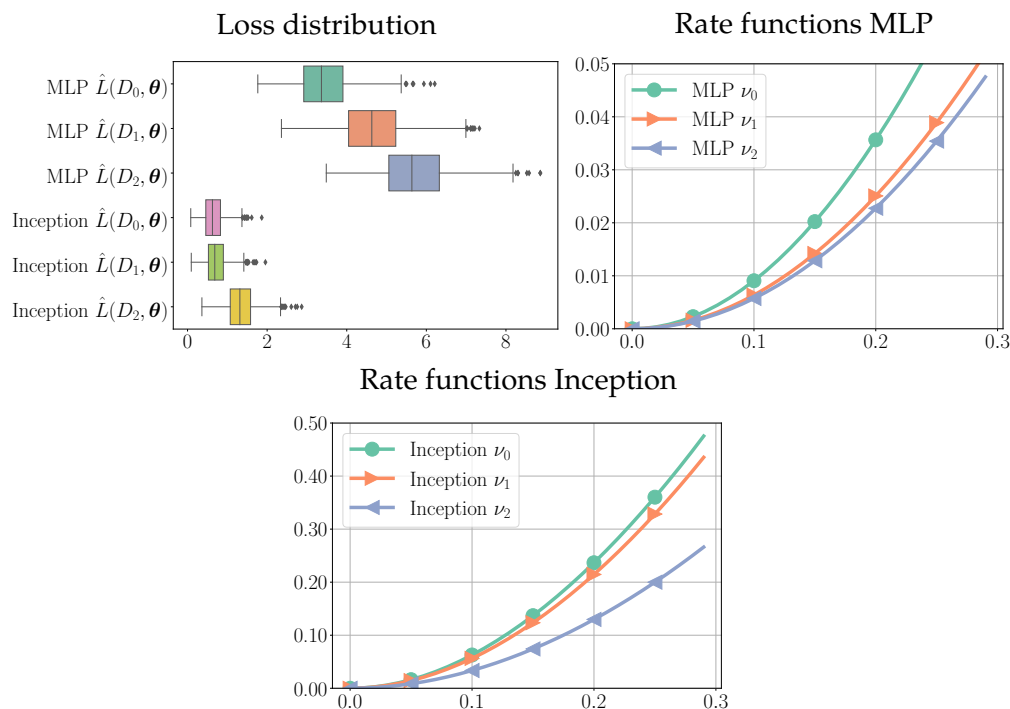 Loss distribution
MLP L̂(D₀, θ)
MLP L̂(D₁, θ)
MLP L̂(D₂, θ)
Inception L̂(D₀, θ)
Inception L̂(D₁, θ)
Inception L̂(D₂, θ)
0 2 4 6 8
Rate functions MLP
0.05
0.04
0.03
0.02
0.01
0.00
MLP ν₀
MLP ν₁
MLP ν₂
0.0 0.1 0.2 0.3
Rate functions Inception
0.50
0.40
0.30
0.20
0.10
0.00
Inception ν₀
Inception ν₁
Inception ν₂
0.0 0.1 0.2 0.3